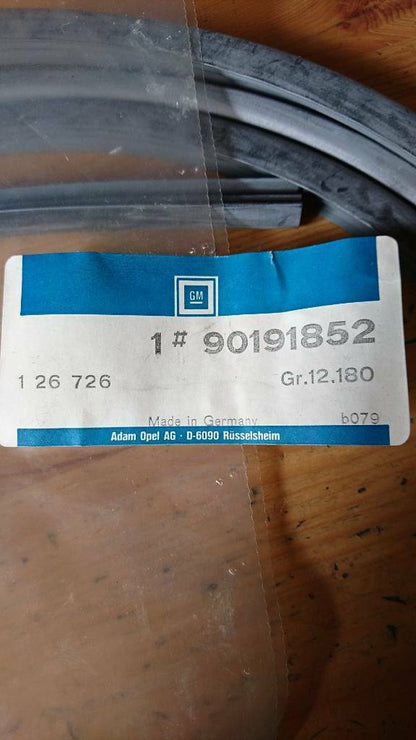 GM
1 # 90191852
1 26 726 Gr.12.180
Made in Germany b079
Adam Opel AG · D-6090 Rüsselsheim